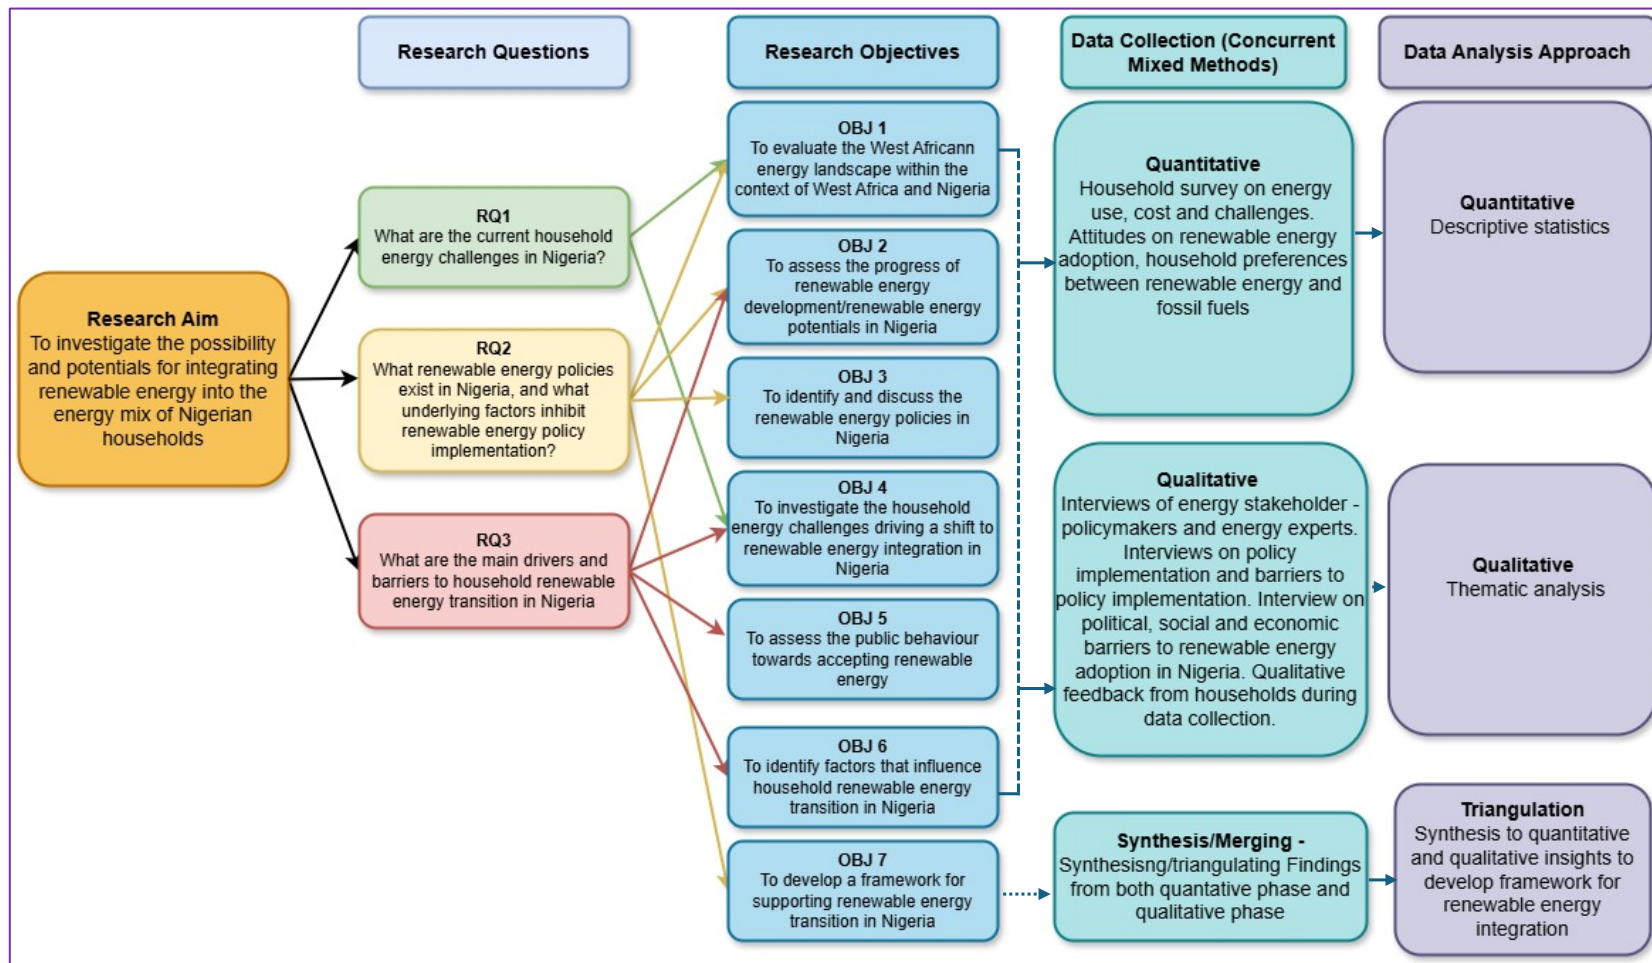 Research Questions
Research Objectives
Data Collection (Concurrent
Mixed Methods)
Data Analysis Approach
Research Aim
To investigate the possibility
and potentials for integrating
renewable energy into the
energy mix of Nigerian
households
RQ1
What are the current household
energy challenges in Nigeria?
RQ2
What renewable energy policies
exist in Nigeria, and what
underlying factors inhibit
renewable energy policy
implementation?
RQ3
What are the main drivers and
barriers to household renewable
energy transition in Nigeria
OBJ 1
To evaluate the West Africann
energy landscape within the
context of West Africa and Nigeria
OBJ 2
To assess the progress of
renewable energy
development/renewable energy
potentials in Nigeria
OBJ 3
To identify and discuss the
renewable energy policies in
Nigeria
OBJ 4
To investigate the household
energy challenges driving a shift to
renewable energy integration in
Nigeria
OBJ 5
To assess the public behaviour
towards accepting renewable
energy
OBJ 6
To identify factors that influence
household renewable energy
transition in Nigeria
OBJ 7
To develop a framework for
supporting renewable energy
transition in Nigeria
Quantitative
Household survey on energy
use, cost and challenges.
Attitudes on renewable energy
adoption, household preferences
between renewable energy and
fossil fuels
Qualitative
Interviews of energy stakeholder -
policymakers and energy experts.
Interviews on policy
implementation and barriers to
policy implementation. Interview on
political, social and economic
barriers to renewable energy
adoption in Nigeria. Qualitative
feedback from households during
data collection.
Synthesis/Merging -
Synthesisng/triangulating Findings
from both quantative phase and
qualitative phase
Quantitative
Descriptive statistics
Qualitative
Thematic analysis
Triangulation
Synthesis to quantitative
and qualitative insights to
develop framework for
renewable energy
integration